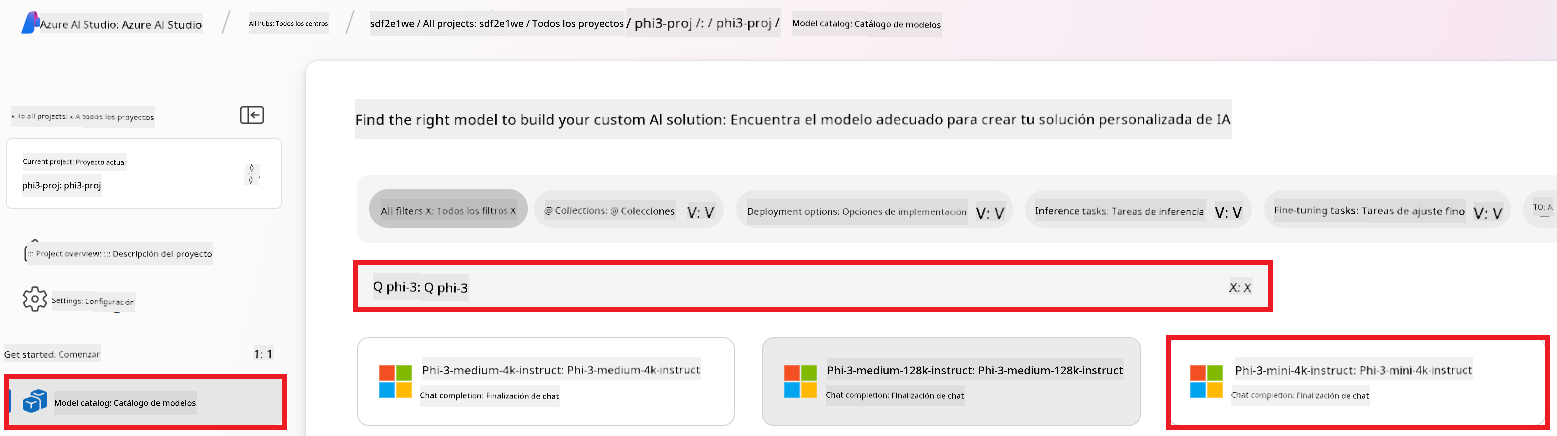 Azure AI Studio: Azure AI Studio / All hubs: Todos los centros / sdf2e1we / All projects: sdf2e1we / Todos los proyectos / phi3-proj /: / phi3-proj / Model catalog: Catálogo de modelos
« To all projects: « A todos los proyectos
Current project: Proyecto actual
phi3-proj: phi3-proj
::: Project overview: ::: Descripción del proyecto
Settings: Configuración
Get started: Comenzar 1: 1
Model catalog: Catálogo de modelos
Find the right model to build your custom AI solution: Encuentra el modelo adecuado para crear tu solución personalizada de IA
All filters X: Todos los filtros X
@ Collections: @ Colecciones V: V
Deployment options: Opciones de implementación V: V
Inference tasks: Tareas de inferencia V: V
Fine-tuning tasks: Tareas de ajuste fino V: V
TO: A
Q phi-3: Q phi-3 X: X
Phi-3-medium-4k-instruct: Phi-3-medium-4k-instruct
Chat completion: Finalización de chat
Phi-3-medium-128k-instruct: Phi-3-medium-128k-instruct
Chat completion: Finalización de chat
Phi-3-mini-4k-instruct: Phi-3-mini-4k-instruct
Chat completion: Finalización de chat